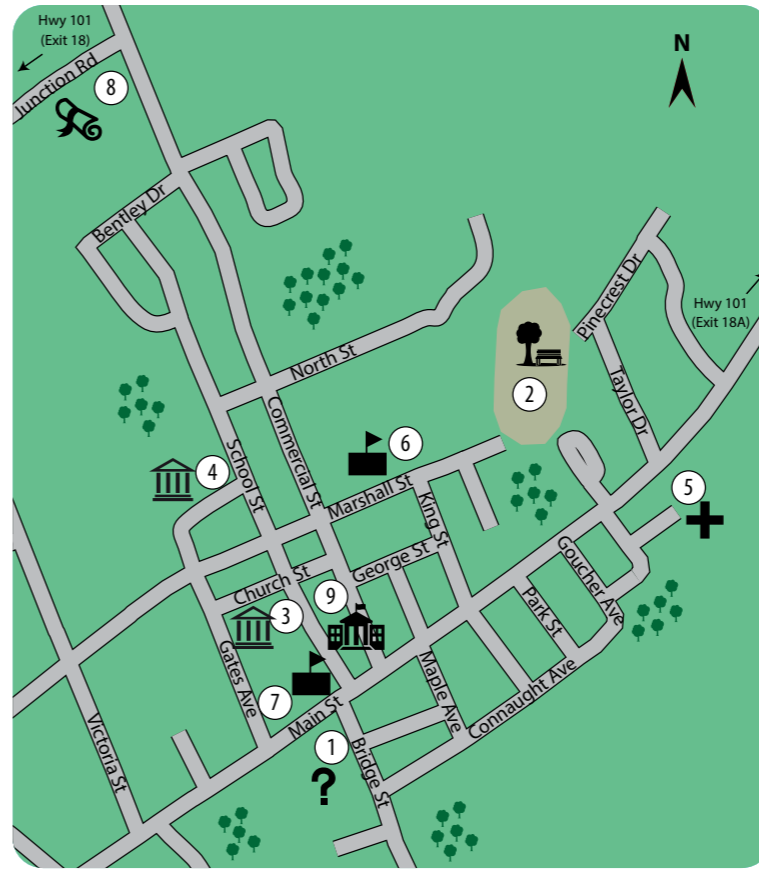 Hwy 101
(Exit 18)
Junction Rd
8
N
Bentley Dr
Pinecrest Dr
Hwy 101
(Exit 18A)
North St
2
Taylor Dr
Commercial St
School St
4
6
Marshall St
King St
5
George St
Goucher Ave
Church St
9
Park St
3
Gates Ave
Maple Ave
Connaught Ave
7
Main St
Victoria St
1
Bridge St
?